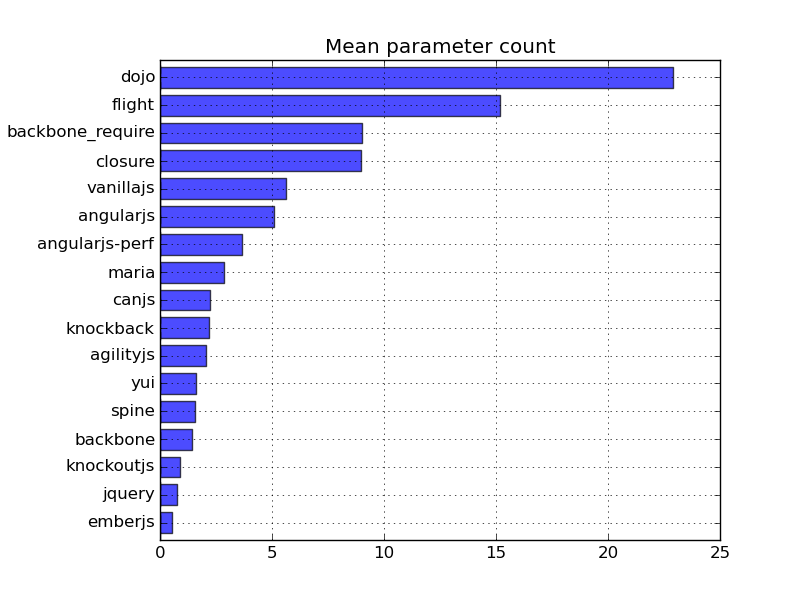 Mean parameter count
dojo
flight
backbone_require
closure
vanillajs
angularjs
angularjs-perf
maria
canjs
knockback
agilityjs
yui
spine
backbone
knockoutjs
jquery
emberjs
0 5 10 15 20 25